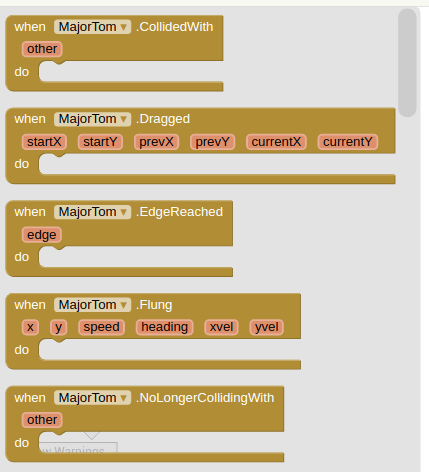 when MajorTom .CollidedWith
other
do
when MajorTom .Dragged
startX startY prevX prevY currentX currentY
do
when MajorTom .EdgeReached
edge
do
when MajorTom .Flung
x y speed heading xvel yvel
do
when MajorTom .NoLongerCollidingWith
other
do
w Warnings